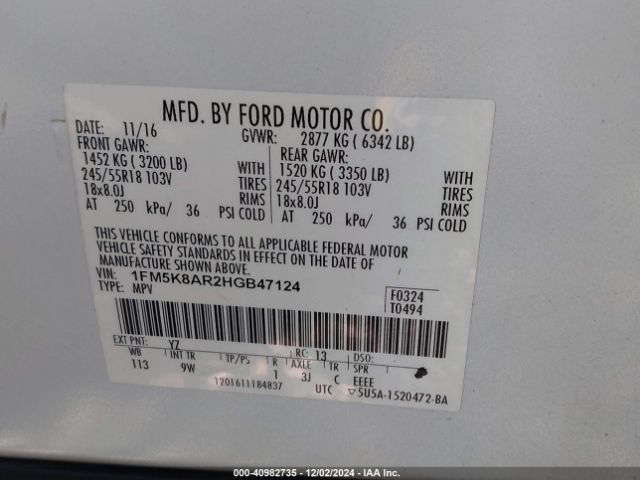 MFD. BY FORD MOTOR CO.
DATE: 11/16 GVWR: 2877 KG ( 6342 LB)
FRONT GAWR: REAR GAWR:
1452 KG ( 3200 LB) WITH 1520 KG ( 3350 LB) WITH
245/55R18 103V TIRES 245/55R18 103V TIRES
18x8.0J RIMS 18x8.0J RIMS
AT 250 kPa/ 36 PSI COLD AT 250 kPa/ 36 PSI COLD
THIS VEHICLE CONFORMS TO ALL APPLICABLE FEDERAL MOTOR
VEHICLE SAFETY STANDARDS IN EFFECT ON THE DATE OF
MANUFACTURE SHOWN ABOVE.
VIN: 1FM5K8AR2HGB47124
TYPE: MPV
F0324
T0494
EXT PNT: YZ RC: 13 DSO:
WB INT TR TP/PS R AXLE TR SPR
113 9W 1 3J C EEEE
1201611184837 UTC ▽5U5A-1520472-BA
000-40982735 - 12/02/2024 - IAA Inc.